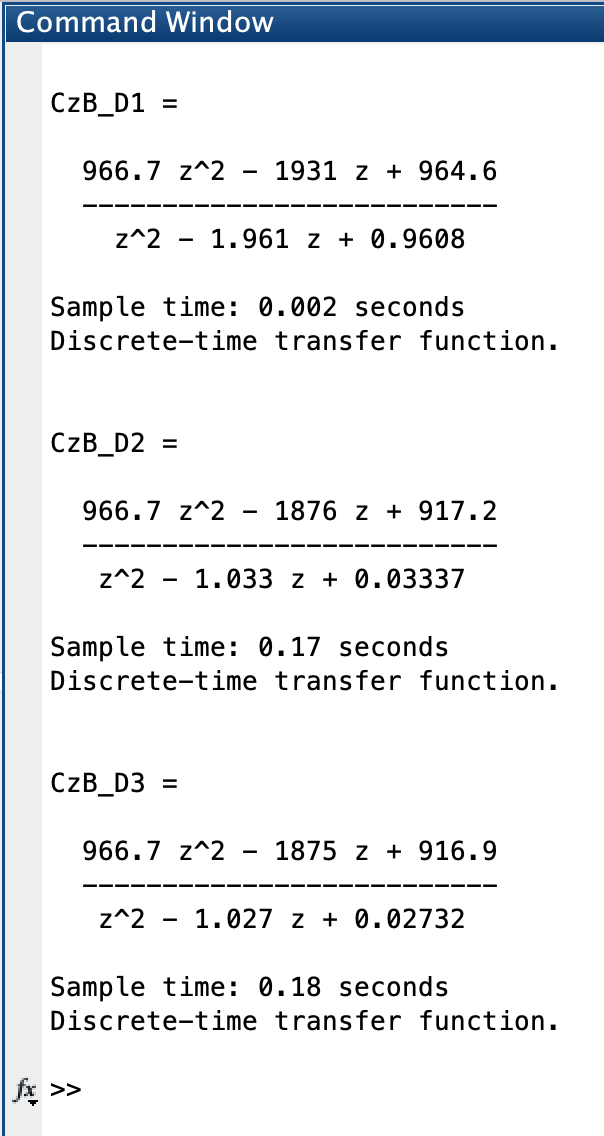 Command Window
CzB_D1 =
966.7 z^2 - 1931 z + 964.6
--------------------------
z^2 - 1.961 z + 0.9608
Sample time: 0.002 seconds
Discrete-time transfer function.
CzB_D2 =
966.7 z^2 - 1876 z + 917.2
--------------------------
z^2 - 1.033 z + 0.03337
Sample time: 0.17 seconds
Discrete-time transfer function.
CzB_D3 =
966.7 z^2 - 1875 z + 916.9
--------------------------
z^2 - 1.027 z + 0.02732
Sample time: 0.18 seconds
Discrete-time transfer function.
fx >>